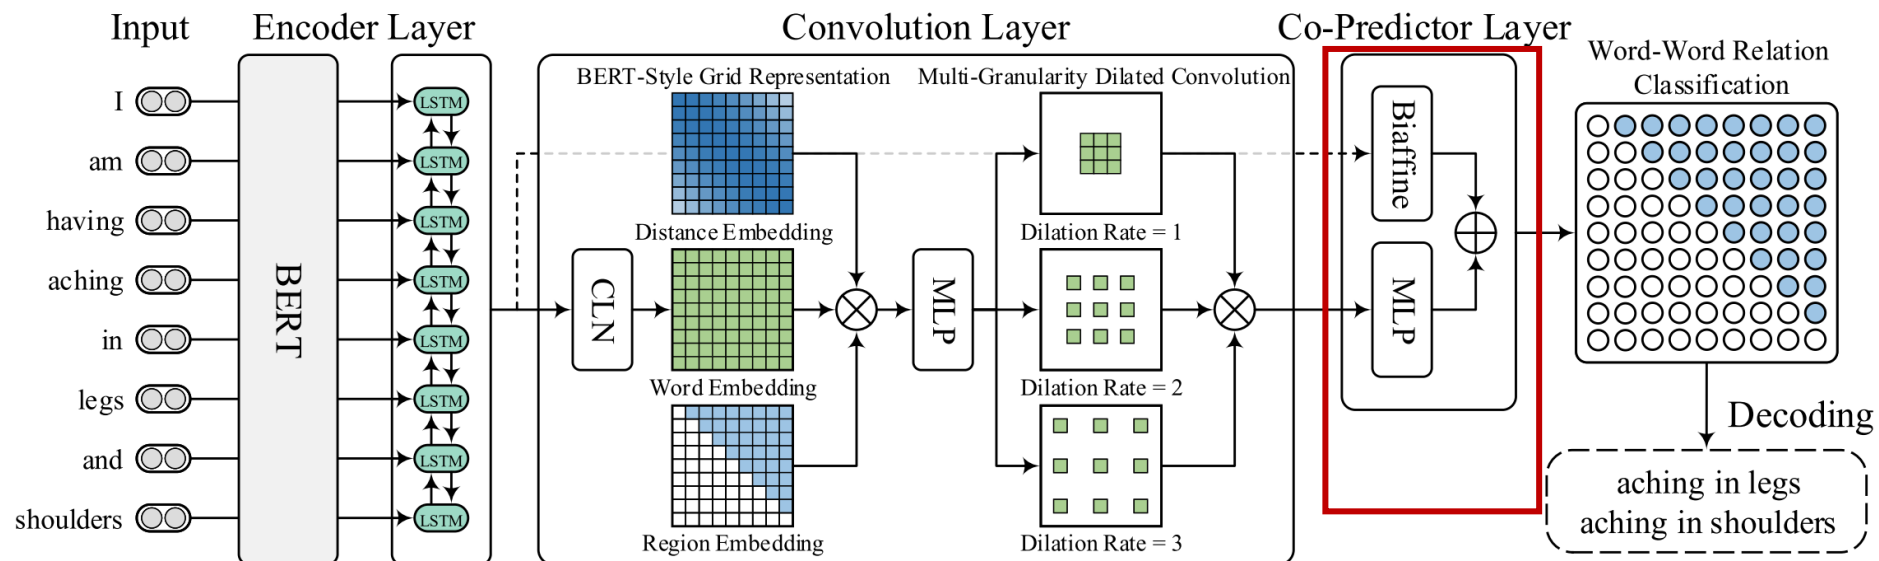 Input
Encoder Layer
Convolution Layer
Co-Predictor Layer
I
am
having
aching
in
legs
and
shoulders
BERT
LSTM
LSTM
LSTM
LSTM
LSTM
LSTM
LSTM
LSTM
BERT-Style Grid Representation
Distance Embedding
CLN
Word Embedding
Region Embedding
MLP
Multi-Granularity Dilated Convolution
Dilation Rate = 1
Dilation Rate = 2
Dilation Rate = 3
Biaffine
MLP
Word-Word Relation
Classification
Decoding
aching in legs
aching in shoulders